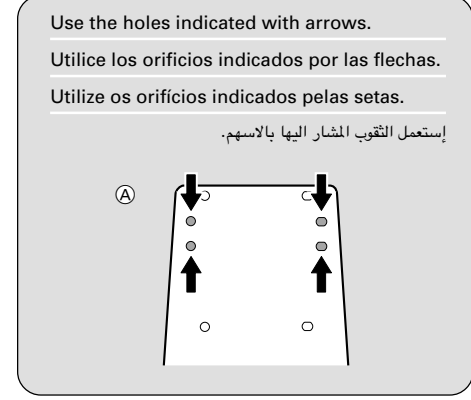 Use the holes indicated with arrows.
Utilice los orificios indicados por las flechas.
Utilize os orifícios indicados pelas setas.
إستعمل الثقوب المشار اليها بالاسهم.
Ⓐ